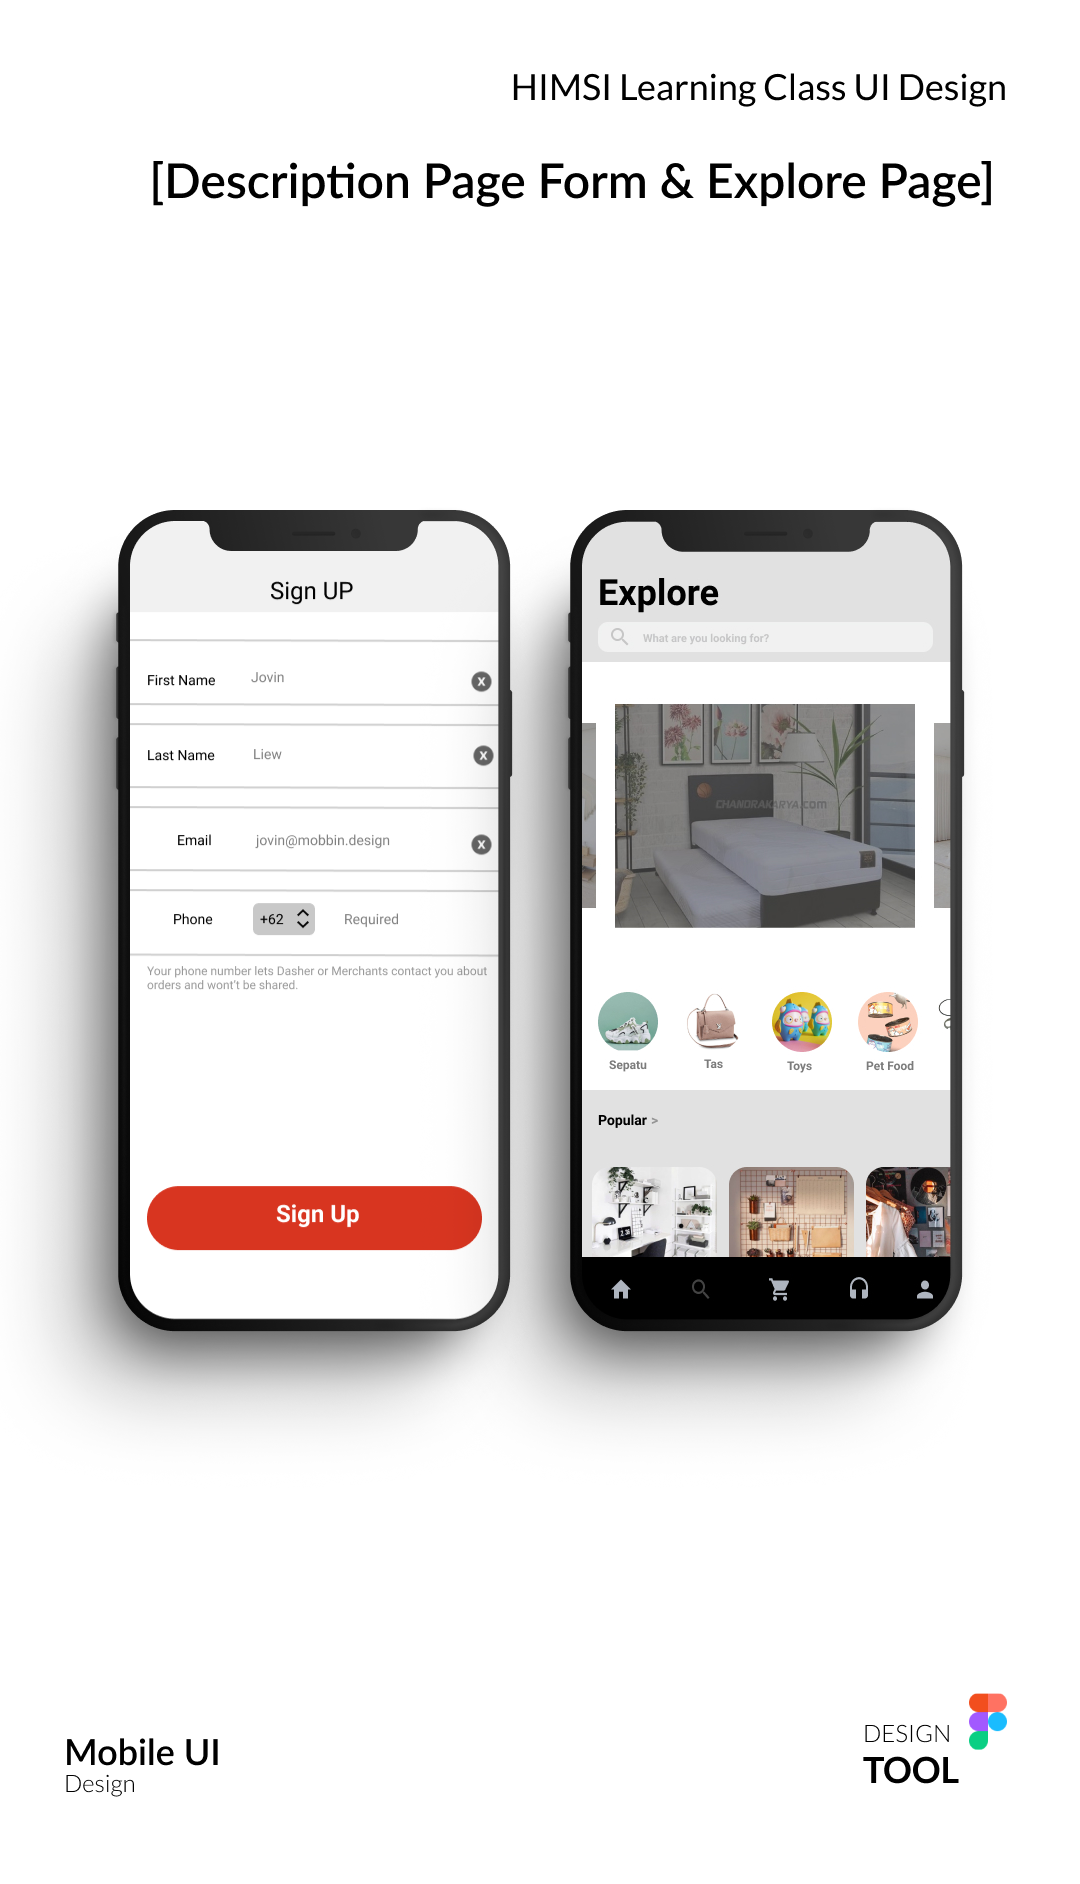 HIMSI Learning Class UI Design
[Description Page Form & Explore Page]
Sign UP
First Name Jovin X
Last Name Liew X
Email jovin@mobbin.design X
Phone +62 Required
Your phone number lets Dasher or Merchants contact you about
orders and wont't be shared.
Sign Up
Explore
What are you looking for?
CHANDRAKARYA.com
Sepatu Tas Toys Pet Food
Popular >
Mobile UI
Design
DESIGN
TOOL